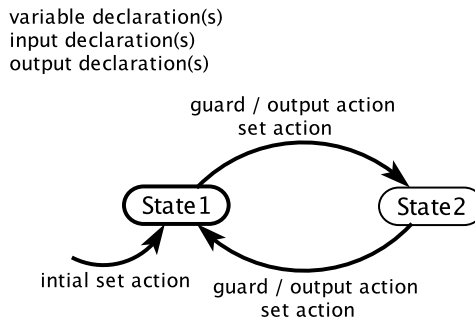 variable declaration(s)
input declaration(s)
output declaration(s)
guard / output action
set action
State1
State2
intial set action
guard / output action
set action